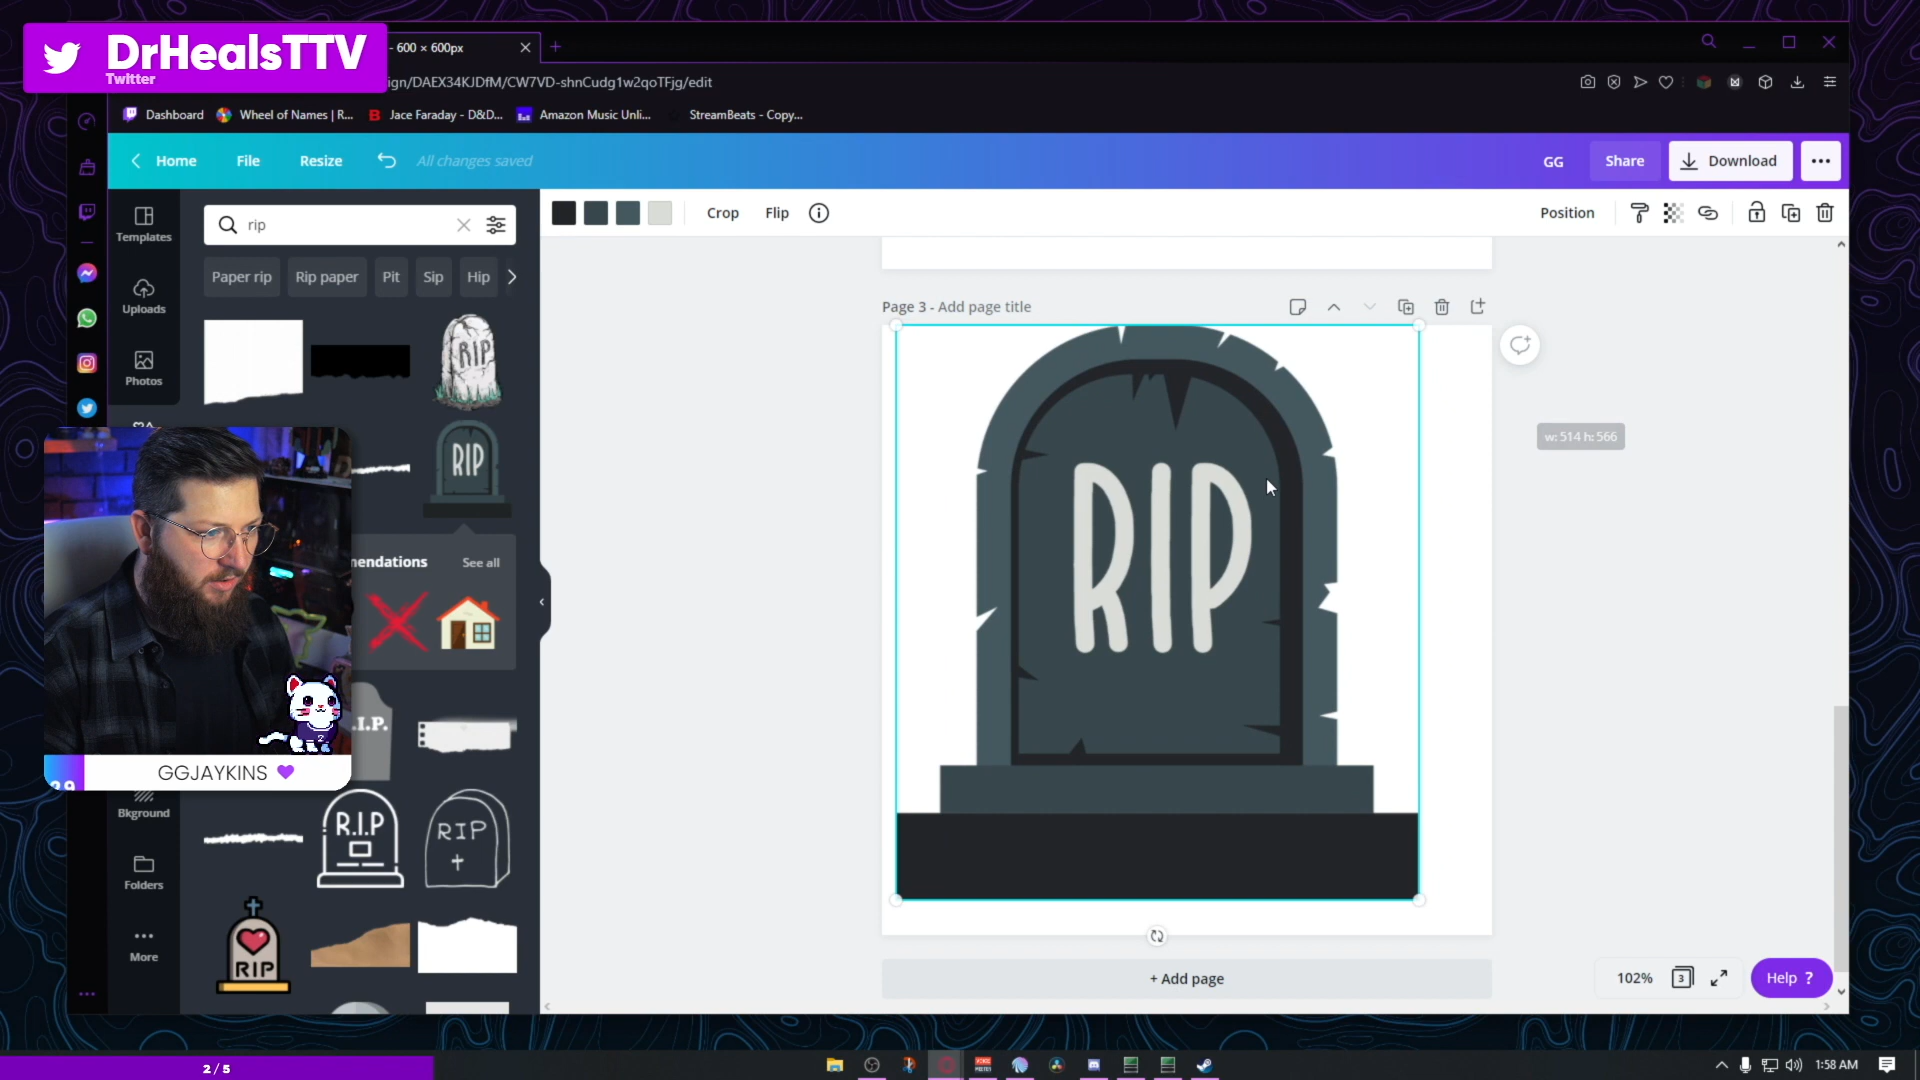 DrHealsTTV
Twitter
- 600 × 600px
ign/DAEX34KJDfM/CW7VD-shnCudg1w2qoTFjg/edit
Dashboard
Wheel of Names | R...
Jace Faraday - D&D...
Amazon Music Unli...
StreamBeats - Copy...
Home
File
Resize
All changes saved
GG
Share
Download
Templates
rip
Crop
Flip
Position
Paper rip
Rip paper
Pit
Sip
Hip
Uploads
Page 3 - Add page title
Photos
RIP
RIP
w: 514 h: 566
RIP
nendations
See all
.I.P.
GGJAYKINS
Bkground
R.I.P
RIP
Folders
RIP
More
+ Add page
102%
3
Help ?
2 / 5
1:58 AM